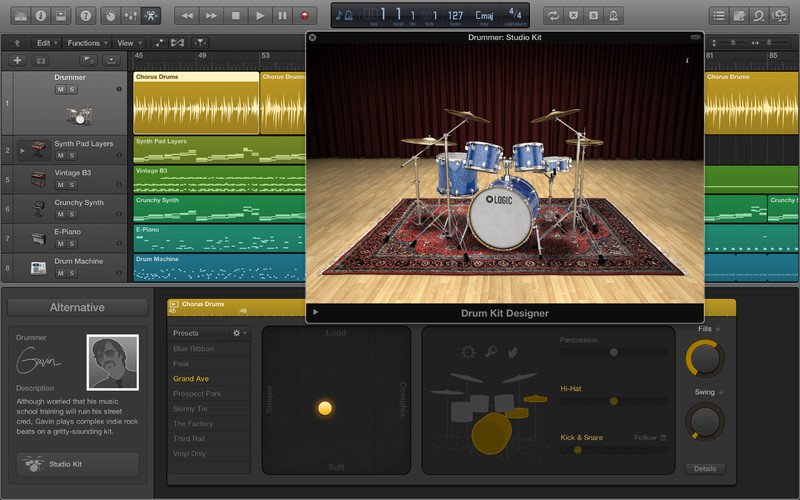 1 1 1 1 127 Cmaj 4/4
bar beat div tick bpm key signature
Drummer: Studio Kit
Edit Functions View
45 49 53 81 85
1 Drummer
M S
Chorus Drums Chorus Drums Chorus Drums
2 Synth Pad Layers
M S
Synth Pad Layers
5 Vintage B3
M S
Vintage B3
6 Crunchy Synth
M S
Crunchy Synth Crunchy S
7 E-Piano
M S
E-Piano
8 Drum Machine
M S
Drum Machine
LOGIC
Drum Kit Designer
Alternative
Drummer
Gavin
Description
Although worried that his music
school training will ruin his street
cred, Gavin plays complex indie rock
beats on a gritty-sounding kit.
Studio Kit
Chorus Drums
45 46
Presets
Blue Ribbon
Fixie
Grand Ave
Prospect Park
Skinny Tie
The Factory
Third Rail
Vinyl Only
Loud
Simple
Complex
Soft
Percussion
Hi-Hat
Kick & Snare Follow
Fills
Swing
Details